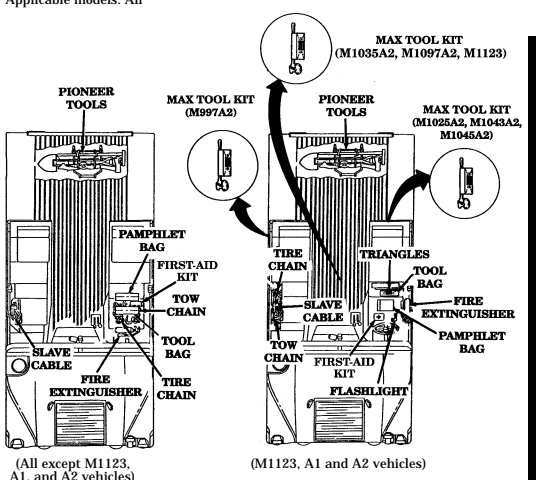 Applicable models: All
MAX TOOL KIT
(M1035A2, M1097A2, M1123)
PIONEER
TOOLS
MAX TOOL KIT
(M997A2)
PIONEER
TOOLS
MAX TOOL KIT
(M1025A2, M1043A2,
M1045A2)
PAMPHLET
BAG
FIRST-AID
KIT
TOW
CHAIN
TOOL
BAG
TIRE
CHAIN
FIRE
EXTINGUISHER
SLAVE
CABLE
TIRE
CHAIN
SLAVE
CABLE
TOW
CHAIN
TRIANGLES
TOOL
BAG
FIRE
EXTINGUISHER
PAMPHLET
BAG
FIRST-AID
KIT
FLASHLIGHT
(All except M1123,
A1, and A2 vehicles)
(M1123, A1 and A2 vehicles)